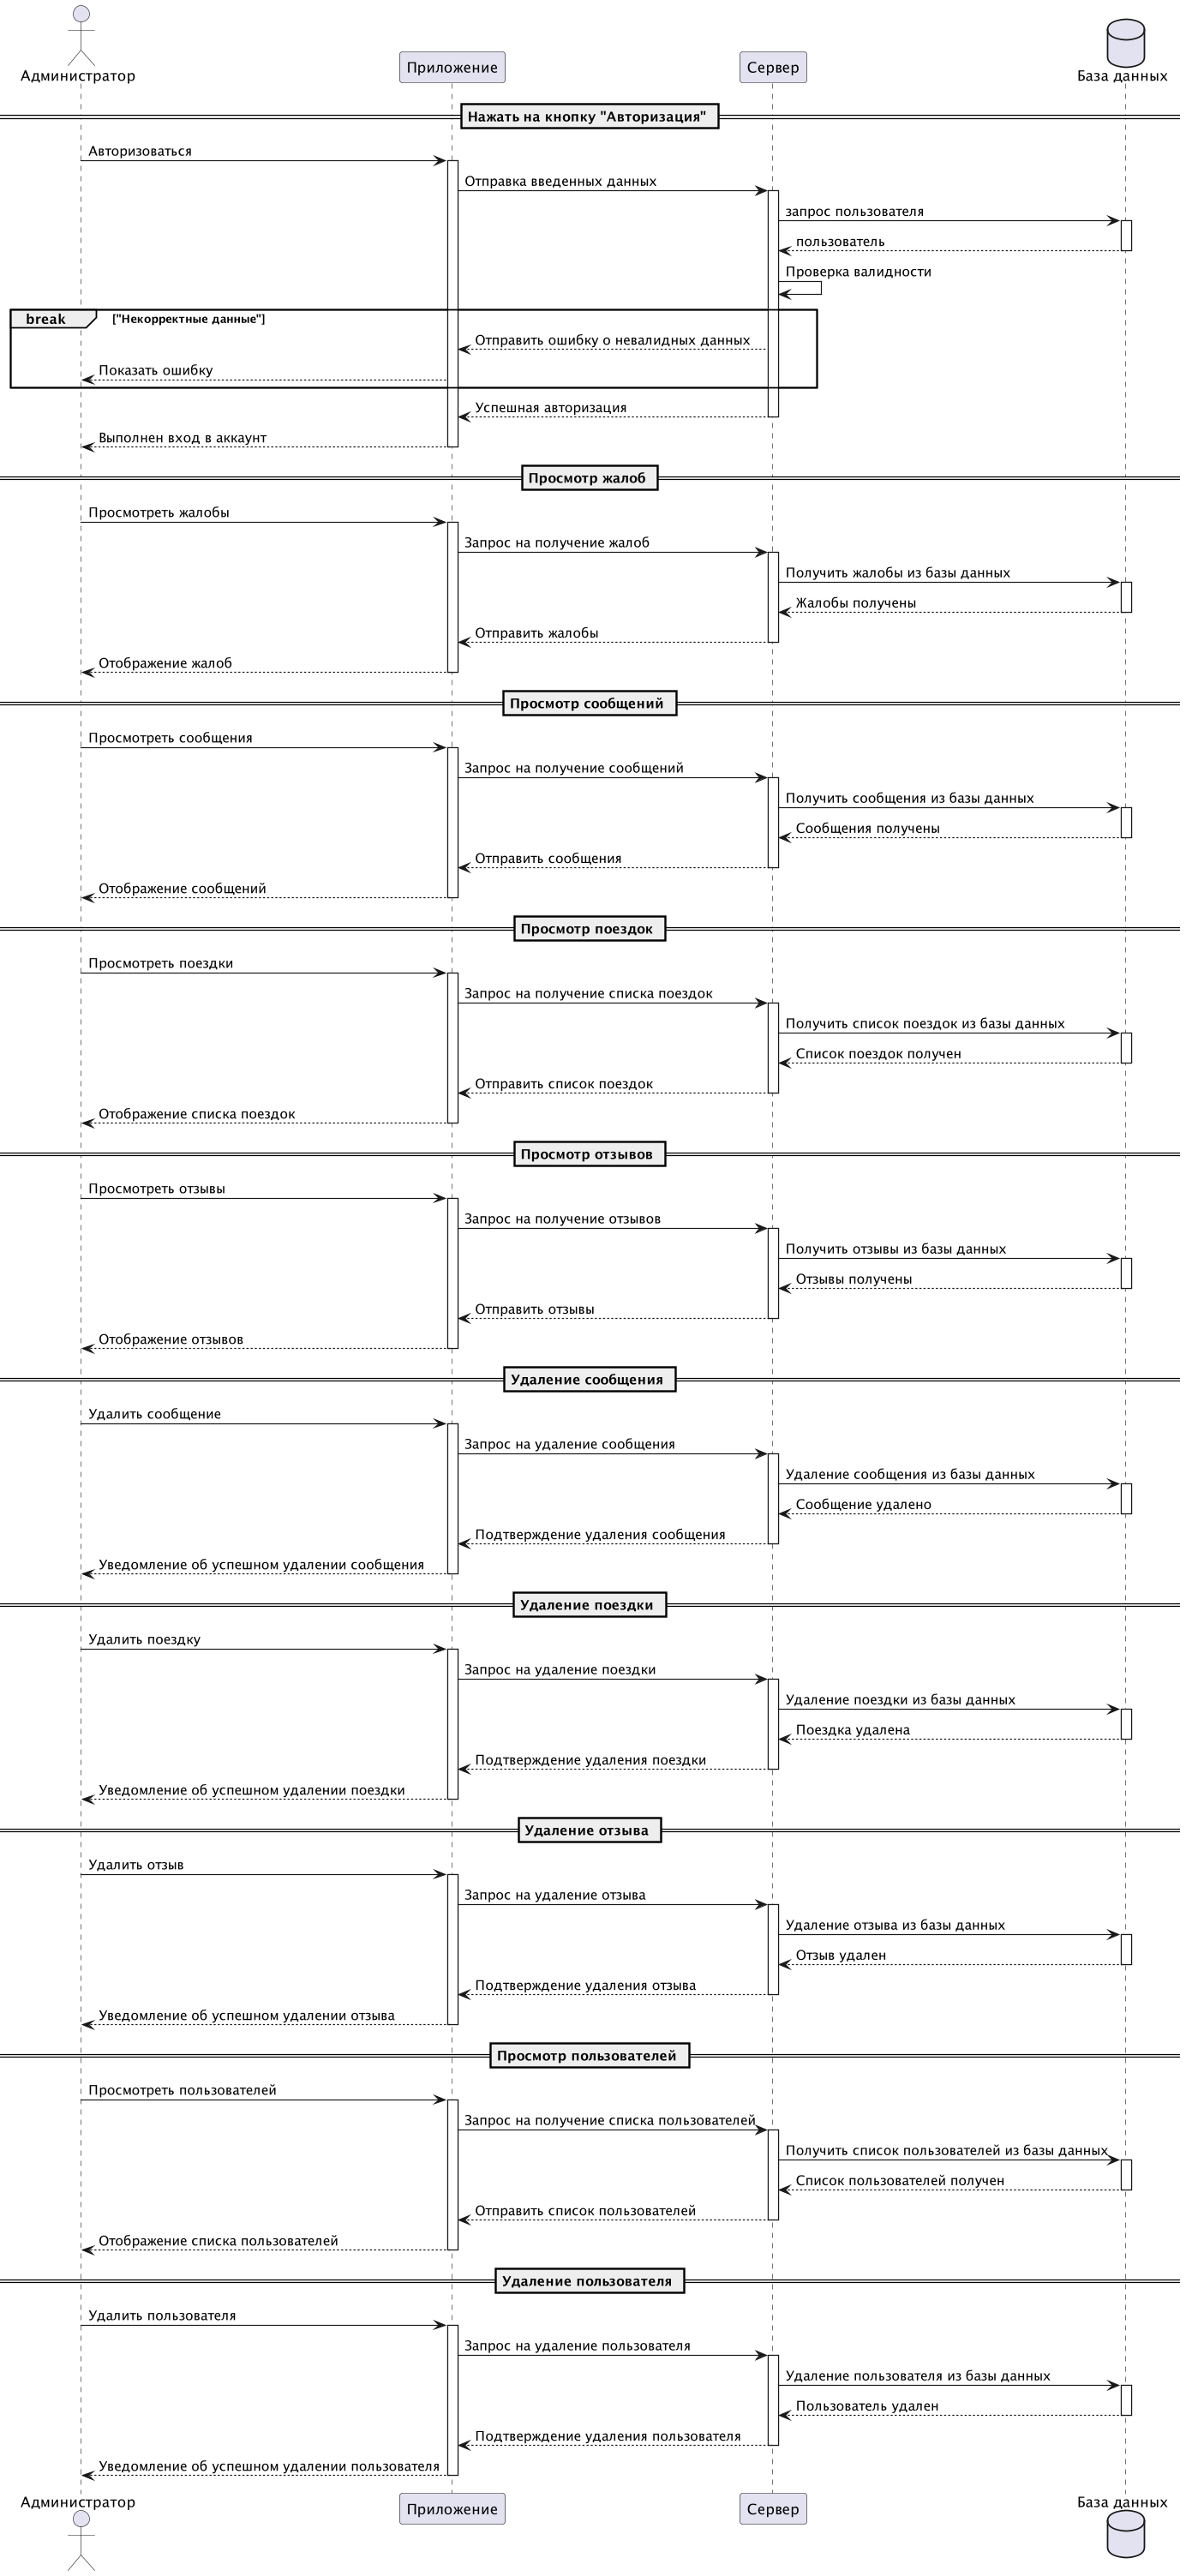 Администратор
Приложение
Сервер
База данных
Нажать на кнопку "Авторизация"
Авторизоваться
Отправка введенных данных
запрос пользователя
пользователь
Проверка валидности
break ["Некорректные данные"]
Отправить ошибку о невалидных данных
Показать ошибку
Успешная авторизация
Выполнен вход в аккаунт
Просмотр жалоб
Просмотреть жалобы
Запрос на получение жалоб
Получить жалобы из базы данных
Жалобы получены
Отправить жалобы
Отображение жалоб
Просмотр сообщений
Просмотреть сообщения
Запрос на получение сообщений
Получить сообщения из базы данных
Сообщения получены
Отправить сообщения
Отображение сообщений
Просмотр поездок
Просмотреть поездки
Запрос на получение списка поездок
Получить список поездок из базы данных
Список поездок получен
Отправить список поездок
Отображение списка поездок
Просмотр отзывов
Просмотреть отзывы
Запрос на получение отзывов
Получить отзывы из базы данных
Отзывы получены
Отправить отзывы
Отображение отзывов
Удаление сообщения
Удалить сообщение
Запрос на удаление сообщения
Удаление сообщения из базы данных
Сообщение удалено
Подтверждение удаления сообщения
Уведомление об успешном удалении сообщения
Удаление поездки
Удалить поездку
Запрос на удаление поездки
Удаление поездки из базы данных
Поездка удалена
Подтверждение удаления поездки
Уведомление об успешном удалении поездки
Удаление отзыва
Удалить отзыв
Запрос на удаление отзыва
Удаление отзыва из базы данных
Отзыв удален
Подтверждение удаления отзыва
Уведомление об успешном удалении отзыва
Просмотр пользователей
Просмотреть пользователей
Запрос на получение списка пользователей
Получить список пользователей из базы данных
Список пользователей получен
Отправить список пользователей
Отображение списка пользователей
Удаление пользователя
Удалить пользователя
Запрос на удаление пользователя
Удаление пользователя из базы данных
Пользователь удален
Подтверждение удаления пользователя
Уведомление об успешном удалении пользователя
Администратор
Приложение
Сервер
База данных